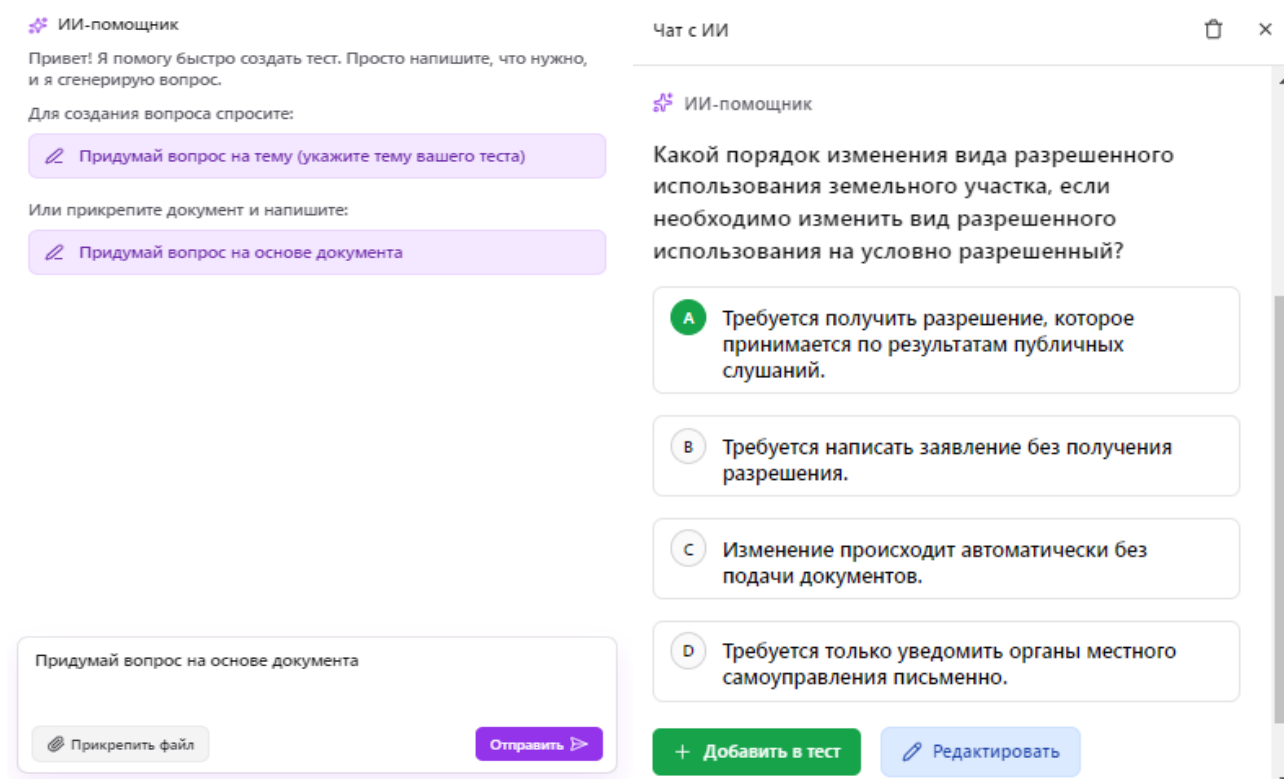 ИИ-помощник
Привет! Я помогу быстро создать тест. Просто напишите, что нужно,
и я сгенерирую вопрос.
Для создания вопроса спросите:
Придумай вопрос на тему (укажите тему вашего теста)
Или прикрепите документ и напишите:
Придумай вопрос на основе документа
Придумай вопрос на основе документа
Прикрепить файл
Отправить
Чат с ИИ
ИИ-помощник
Какой порядок изменения вида разрешенного
использования земельного участка, если
необходимо изменить вид разрешенного
использования на условно разрешенный?
A
Требуется получить разрешение, которое
принимается по результатам публичных
слушаний.
B
Требуется написать заявление без получения
разрешения.
C
Изменение происходит автоматически без
подачи документов.
D
Требуется только уведомить органы местного
самоуправления письменно.
+ Добавить в тест
Редактировать